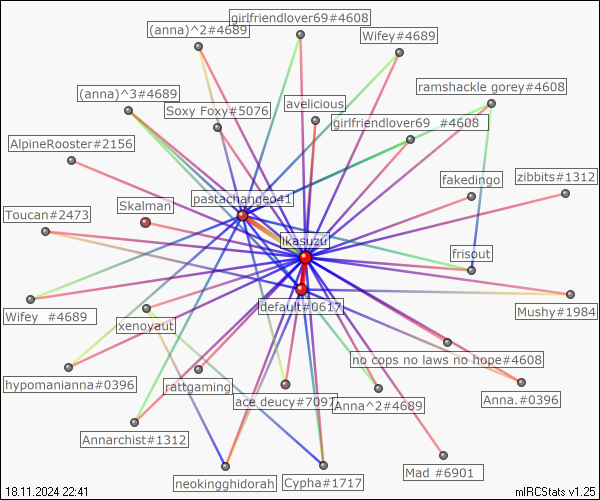 girlfriendlover69#4608
(anna)^2#4689
Wifey#4689
ramshackle gorey#4608
(anna)^3#4689
Soxy Foxy#5076
avelicious
girlfriendlover69 #4608
AlpineRooster#2156
fakedingo
zibbits#1312
pastachangeo41
Skalman
Toucan#2473
likasuzu
frisout
default#0617
Mushy#1984
Wifey #4689
xenoyaut
no cops no laws no hope#4608
hypomanianna#0396
rattgaming
ace deucy#7097
Anna^2#4689
Anna.#0396
Annarchist#1312
neokingghidorah
Cypha#1717
Mad #6901
18.11.2024 22:41
mIRCStats v1.25